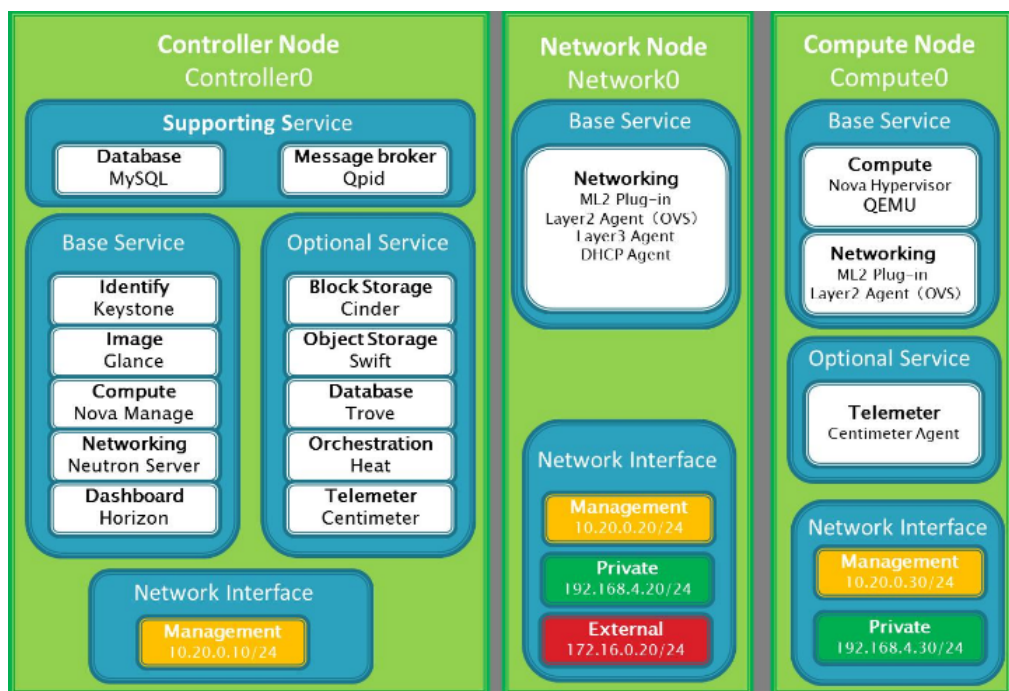 Controller Node
Controller0
Supporting Service
Database
MySQL
Message broker
Qpid
Base Service
Identify
Keystone
Image
Glance
Compute
Nova Manage
Networking
Neutron Server
Dashboard
Horizon
Optional Service
Block Storage
Cinder
Object Storage
Swift
Database
Trove
Orchestration
Heat
Telemeter
Centimeter
Network Interface
Management
10.20.0.10/24
Network Node
Network0
Base Service
Networking
ML2 Plug-in
Layer2 Agent（OVS）
Layer3 Agent
DHCP Agent
Network Interface
Management
10.20.0.20/24
Private
192.168.4.20/24
External
172.16.0.20/24
Compute Node
Compute0
Base Service
Compute
Nova Hypervisor
QEMU
Networking
ML2 Plug-in
Layer2 Agent（OVS）
Optional Service
Telemeter
Centimeter Agent
Network Interface
Management
10.20.0.30/24
Private
192.168.4.30/24